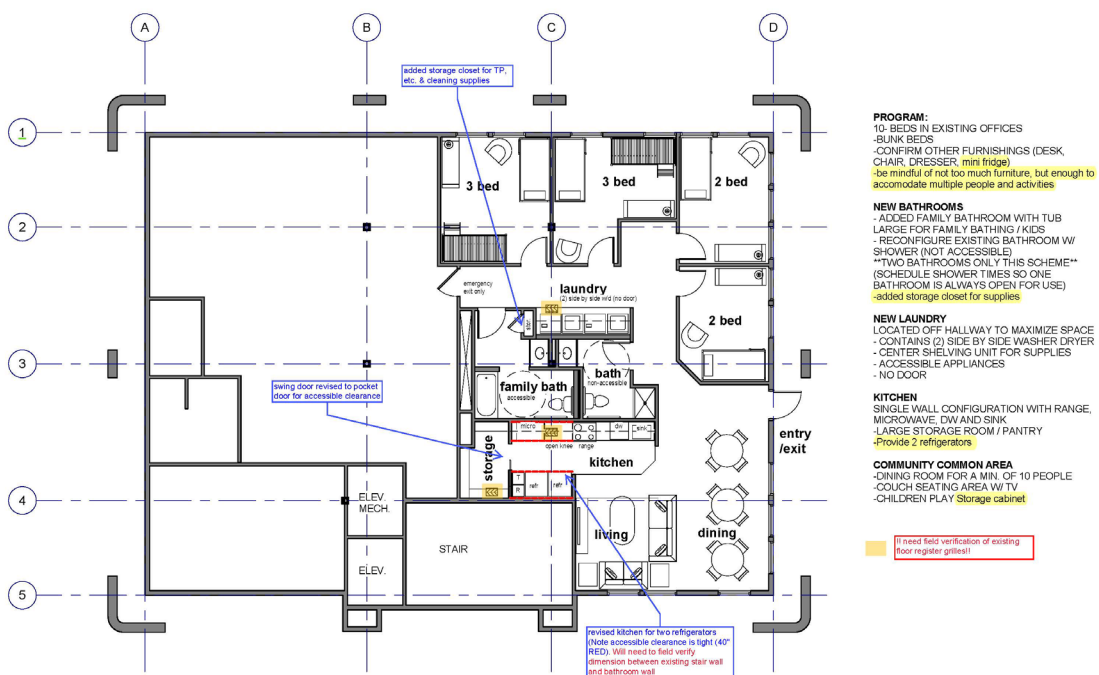 A
B
C
D
added storage closet for TP,
etc. & cleaning supplies
1
2
3
4
5
3 bed
3 bed
2 bed
emergency
exit only
laundry
(2) side by side w/d (no door)
stor.
2 bed
swing door revised to pocket
door for accessible clearance
family bath
accessible
bath
non-accessible
micro
open knee
range
dw
sink
storage
kitchen
T
R
refr
refr
entry
/exit
ELEV.
MECH.
ELEV.
STAIR
living
dining
revised kitchen for two refrigerators
(Note accessible clearance is tight (40"
RED). Will need to field verify
dimension between existing stair wall
and bathroom wall
PROGRAM:
10- BEDS IN EXISTING OFFICES
-BUNK BEDS
-CONFIRM OTHER FURNISHINGS (DESK,
CHAIR, DRESSER, mini fridge)
-be mindful of not too much furniture, but enough to
accomodate multiple people and activities
NEW BATHROOMS
- ADDED FAMILY BATHROOM WITH TUB
LARGE FOR FAMILY BATHING / KIDS
- RECONFIGURE EXISTING BATHROOM W/
SHOWER (NOT ACCESSIBLE)
**TWO BATHROOMS ONLY THIS SCHEME**
(SCHEDULE SHOWER TIMES SO ONE
BATHROOM IS ALWAYS OPEN FOR USE)
-added storage closet for supplies
NEW LAUNDRY
LOCATED OFF HALLWAY TO MAXIMIZE SPACE
- CONTAINS (2) SIDE BY SIDE WASHER DRYER
- CENTER SHELVING UNIT FOR SUPPLIES
- ACCESSIBLE APPLIANCES
- NO DOOR
KITCHEN
SINGLE WALL CONFIGURATION WITH RANGE,
MICROWAVE, DW AND SINK
-LARGE STORAGE ROOM / PANTRY
-Provide 2 refrigerators
COMMUNITY COMMON AREA
-DINING ROOM FOR A MIN. OF 10 PEOPLE
-COUCH SEATING AREA W/ TV
-CHILDREN PLAY Storage cabinet
!! need field verification of existing
floor register grilles!!